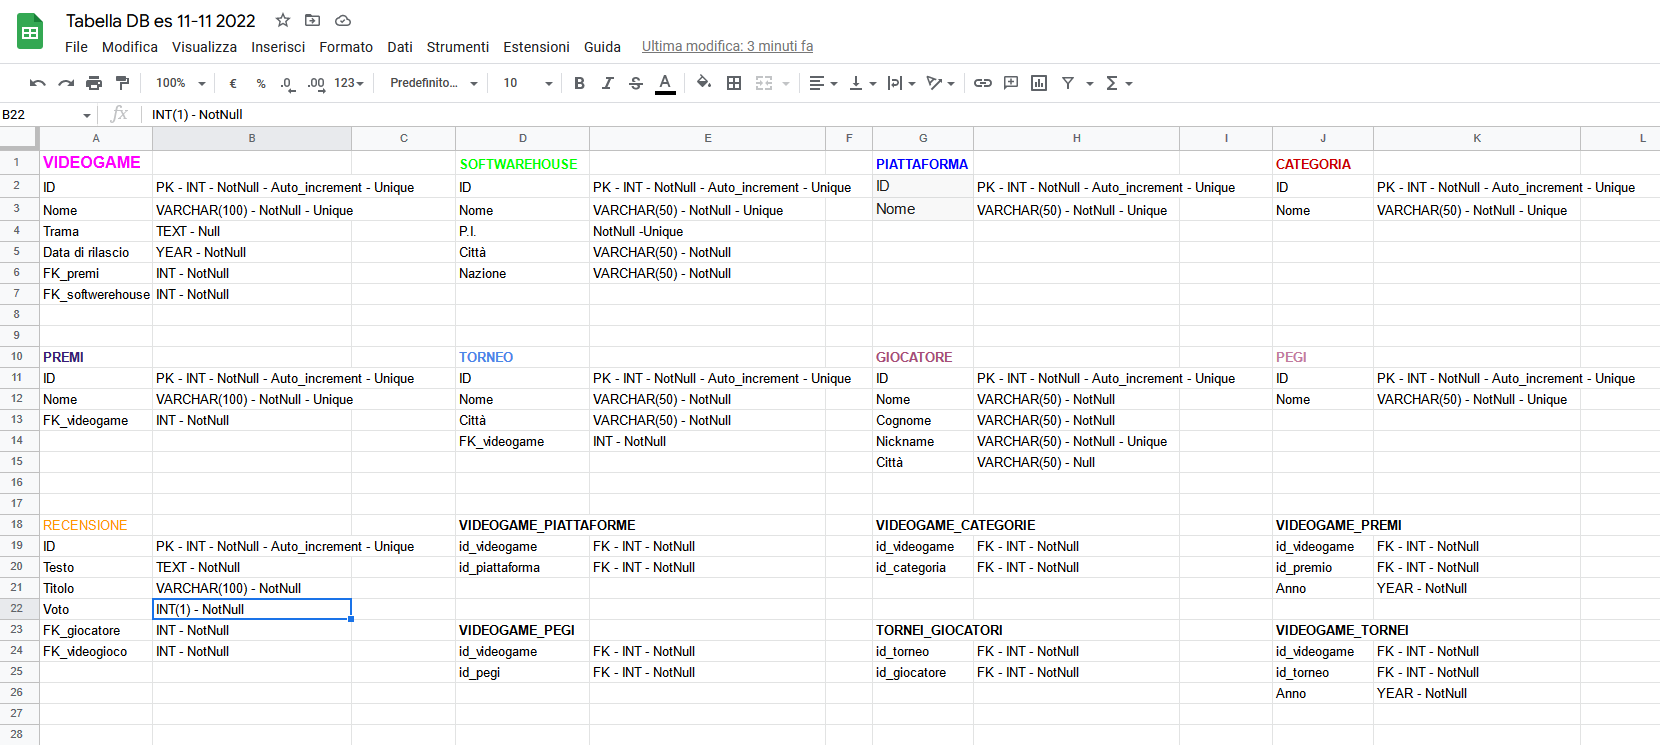 Tabella DB es 11-11 2022
File Modifica Visualizza Inserisci Formato Dati Strumenti Estensioni Guida Ultima modifica: 3 minuti fa
100% € % .0 .00 123 Predefinito... 10 B I S A
B22 fx INT(1) - NotNull
A B C D E F G H I J K L
1 VIDEOGAME SOFTWAREHOUSE PIATTAFORMA CATEGORIA
2 ID PK - INT - NotNull - Auto_increment - Unique ID PK - INT - NotNull - Auto_increment - Unique ID PK - INT - NotNull - Auto_increment - Unique ID PK - INT - NotNull - Auto_increment - Unique
3 Nome VARCHAR(100) - NotNull - Unique Nome VARCHAR(50) - NotNull - Unique Nome VARCHAR(50) - NotNull - Unique Nome VARCHAR(50) - NotNull - Unique
4 Trama TEXT - Null P.I. NotNull -Unique
5 Data di rilascio YEAR - NotNull Città VARCHAR(50) - NotNull
6 FK_premi INT - NotNull Nazione VARCHAR(50) - NotNull
7 FK_softwerehouse INT - NotNull
8
9
10 PREMI TORNEO GIOCATORE PEGI
11 ID PK - INT - NotNull - Auto_increment - Unique ID PK - INT - NotNull - Auto_increment - Unique ID PK - INT - NotNull - Auto_increment - Unique ID PK - INT - NotNull - Auto_increment - Unique
12 Nome VARCHAR(100) - NotNull - Unique Nome VARCHAR(50) - NotNull Nome VARCHAR(50) - NotNull Nome VARCHAR(50) - NotNull - Unique
13 FK_videogame INT - NotNull Città VARCHAR(50) - NotNull Cognome VARCHAR(50) - NotNull
14 FK_videogame INT - NotNull Nickname VARCHAR(50) - NotNull - Unique
15 Città VARCHAR(50) - Null
16
17
18 RECENSIONE VIDEOGAME_PIATTAFORME VIDEOGAME_CATEGORIE VIDEOGAME_PREMI
19 ID PK - INT - NotNull - Auto_increment - Unique id_videogame FK - INT - NotNull id_videogame FK - INT - NotNull id_videogame FK - INT - NotNull
20 Testo TEXT - NotNull id_piattaforma FK - INT - NotNull id_categoria FK - INT - NotNull id_premio FK - INT - NotNull
21 Titolo VARCHAR(100) - NotNull Anno YEAR - NotNull
22 Voto INT(1) - NotNull
23 FK_giocatore INT - NotNull VIDEOGAME_PEGI TORNEI_GIOCATORI VIDEOGAME_TORNEI
24 FK_videogioco INT - NotNull id_videogame FK - INT - NotNull id_torneo FK - INT - NotNull id_videogame FK - INT - NotNull
25 id_pegi FK - INT - NotNull id_giocatore FK - INT - NotNull id_torneo FK - INT - NotNull
26 Anno YEAR - NotNull
27
28